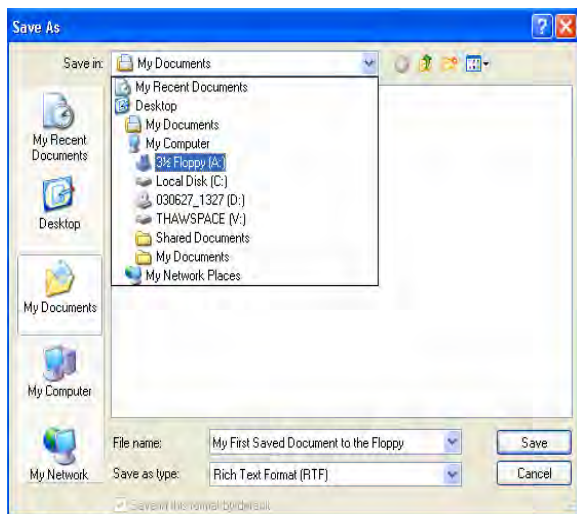 Save As
Save in: My Documents
My Recent Documents
Desktop
My Documents
My Computer
3½ Floppy (A:)
Local Disk (C:)
030627_1327 (D:)
THAWSPACE (V:)
Shared Documents
My Documents
My Network Places
My Recent
Documents
Desktop
My Documents
My Computer
My Network
File name: My First Saved Document to the Floppy Save
Save as type: Rich Text Format (RTF) Cancel